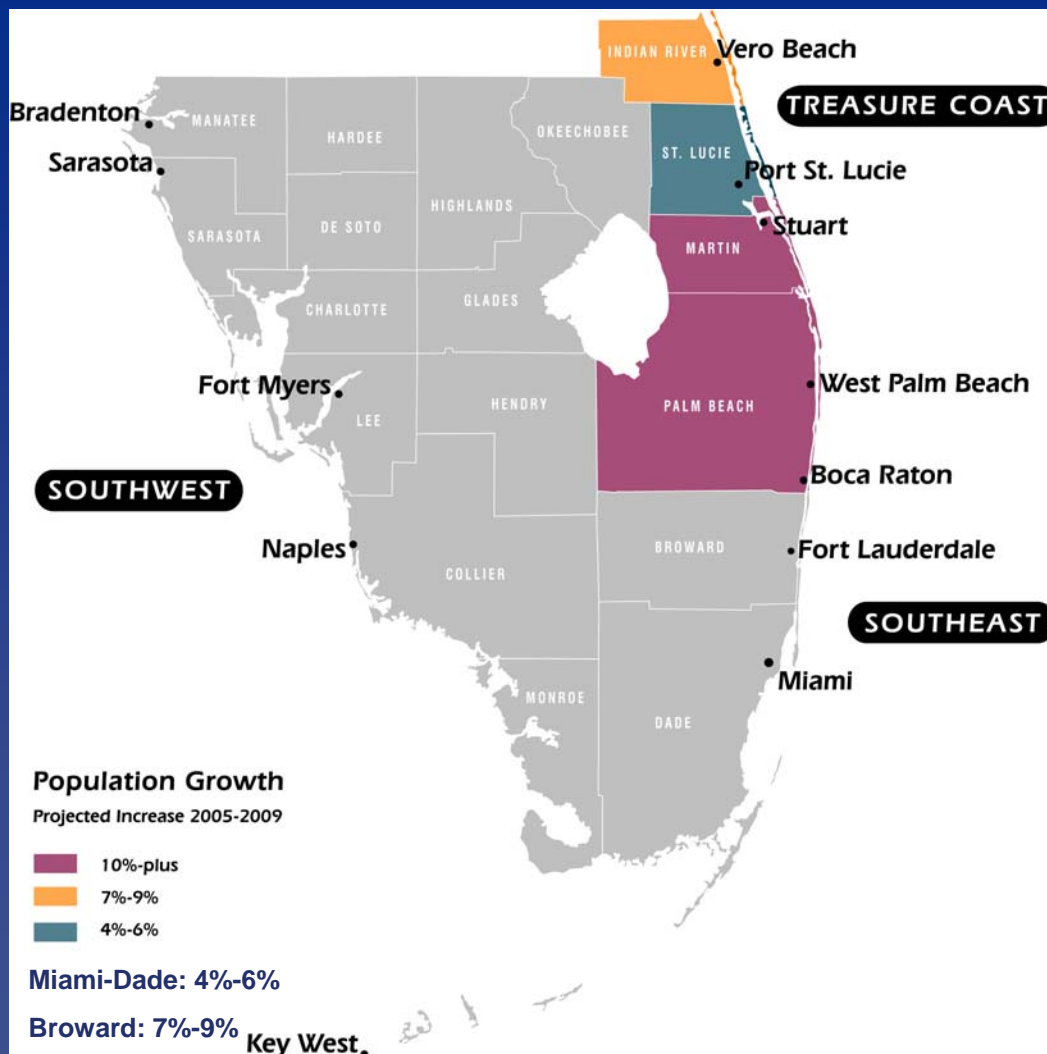 INDIAN RIVER
Vero Beach
TREASURE COAST
Bradenton
MANATEE
HARDEE
OKEECHOBEE
ST. LUCIE
Sarasota
Port St. Lucie
HIGHLANDS
DE SOTO
Stuart
SARASOTA
MARTIN
CHARLOTTE
GLADES
Fort Myers
West Palm Beach
HENDRY
PALM BEACH
LEE
SOUTHWEST
Boca Raton
Naples
BROWARD
Fort Lauderdale
COLLIER
SOUTHEAST
Miami
MONROE
DADE
Population Growth
Projected Increase 2005-2009
10%-plus
7%-9%
4%-6%
Miami-Dade: 4%-6%
Broward: 7%-9%
Key West